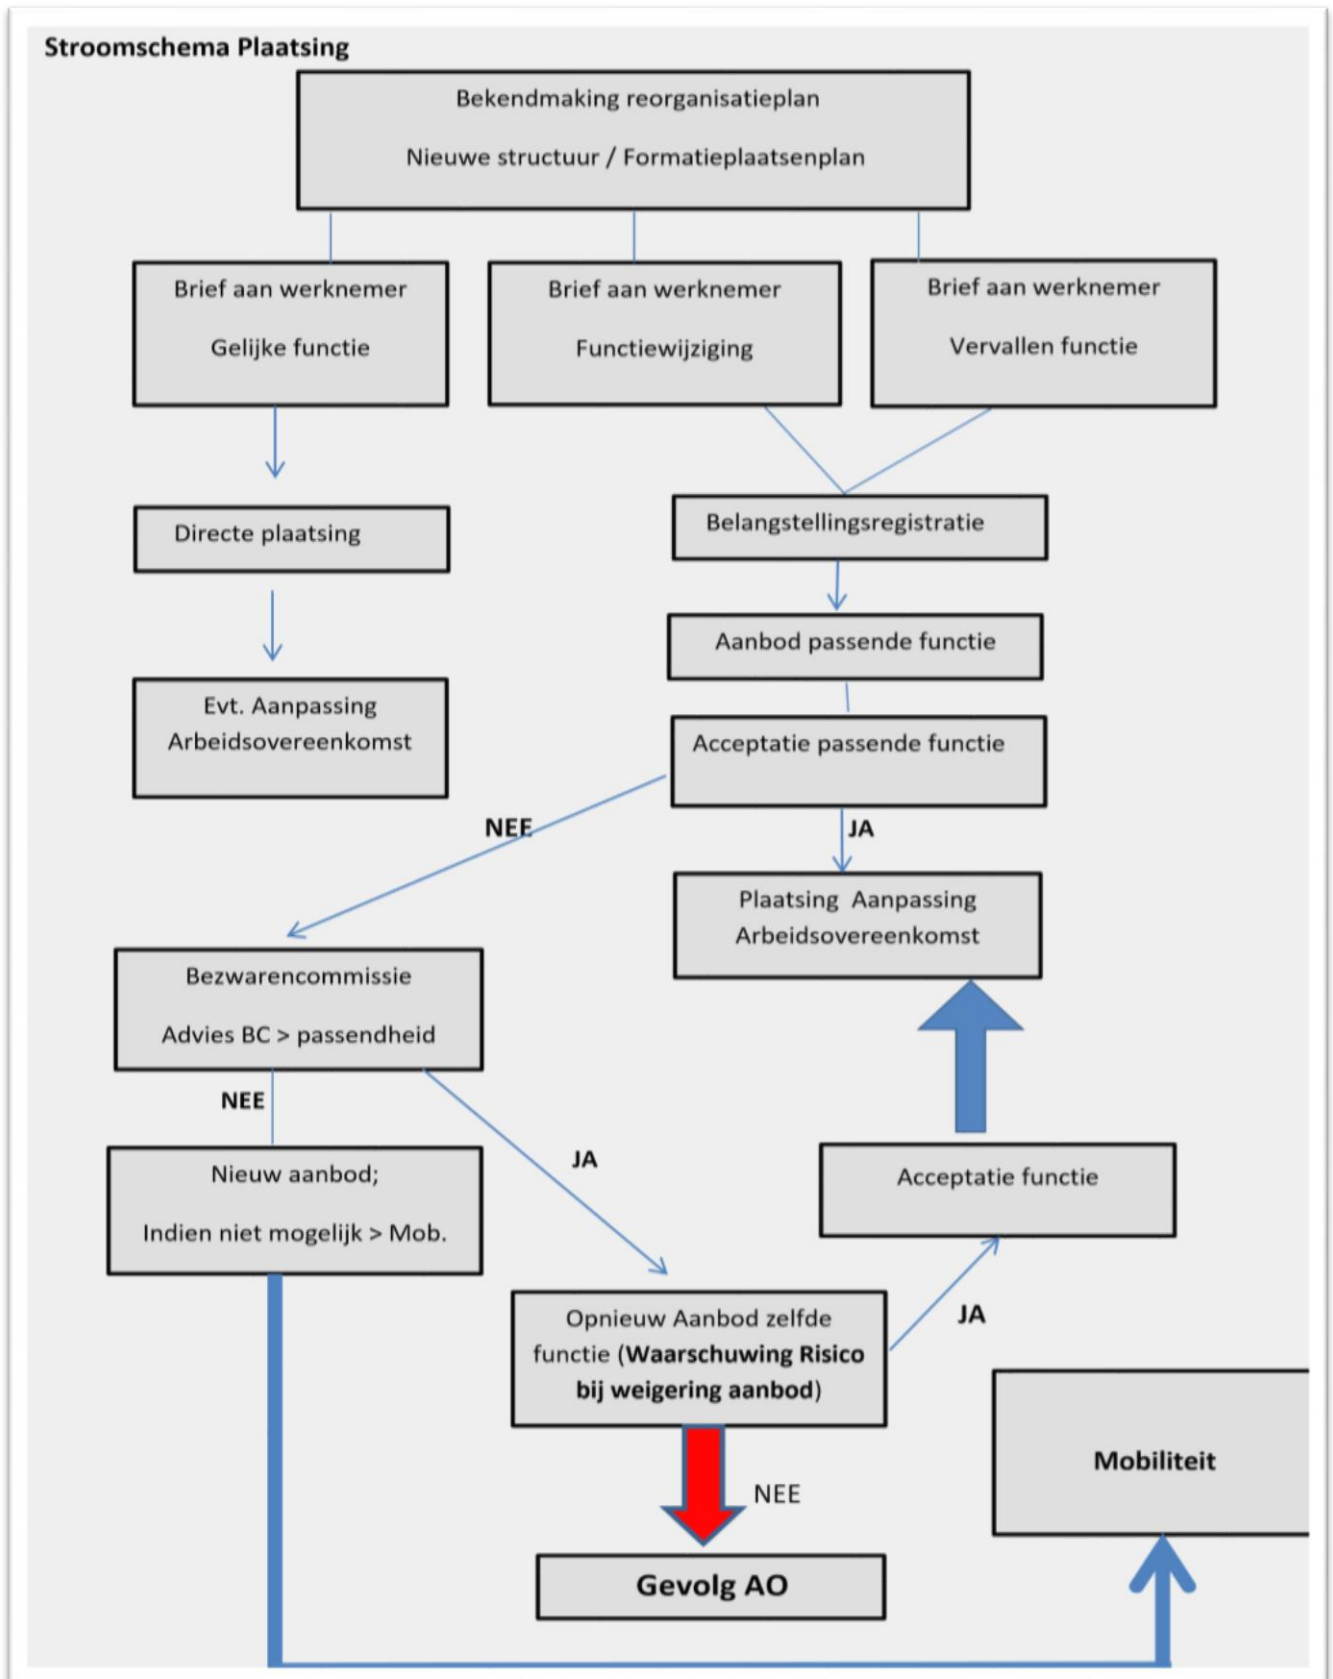 Stroomschema Plaatsing
Bekendmaking reorganisatieplan
Nieuwe structuur / Formatieplaatsenplan
Brief aan werknemer
Gelijke functie
Brief aan werknemer
Functiewijziging
Brief aan werknemer
Vervallen functie
Directe plaatsing
Belangstellingsregistratie
Aanbod passende functie
Evt. Aanpassing
Arbeidsovereenkomst
Acceptatie passende functie
NEE
JA
Plaatsing Aanpassing
Arbeidsovereenkomst
Bezwarencommissie
Advies BC > passendheid
NEE
JA
Nieuw aanbod;
Indien niet mogelijk > Mob.
Acceptatie functie
Opnieuw Aanbod zelfde
functie (Waarschuwing Risico
bij weigering aanbod)
JA
Mobiliteit
NEE
Gevolg AO